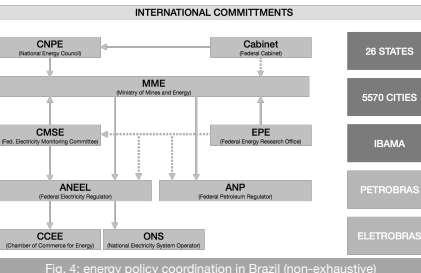 INTERNATIONAL COMMITTMENTS
CNPE
(National Energy Council)
Cabinet
(Federal Cabinet)
26 STATES
MME
(Ministry of Mines and Energy)
5570 CITIES
CMSE
(Fed. Electricity Monitoring Committee)
EPE
(Federal Energy Research Office)
IBAMA
ANEEL
(Federal Electricity Regulator)
ANP
(Federal Petroleum Regulator)
PETROBRAS
CCEE
(Chamber of Commerce for Energy)
ONS
(National Electricity System Operator)
ELETROBRAS
Fig. 4: energy policy coordination in Brazil (non-exhaustive)